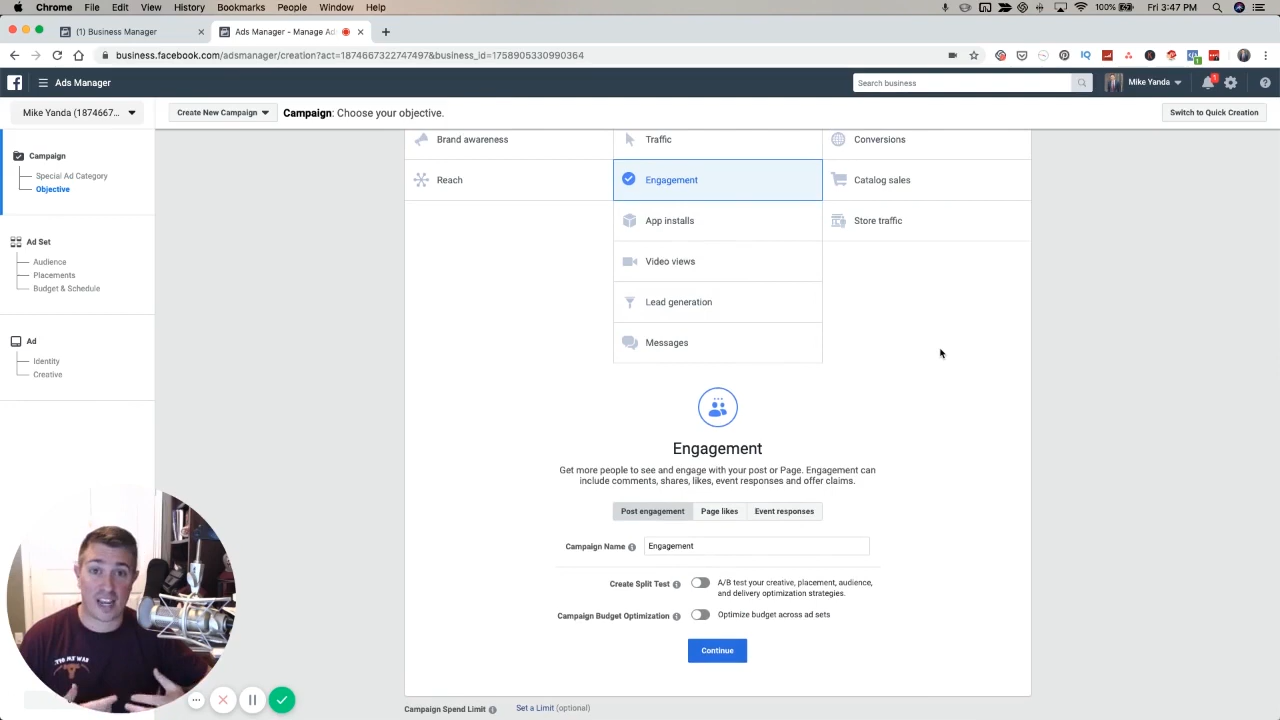 Chrome File Edit View History Bookmarks People Window Help
100% Fri 3:47 PM
(1) Business Manager
Ads Manager - Manage Ad
business.facebook.com/adsmanager/creation?act=1874667322747497&business_id=1758905330990364
Ads Manager
Search business
Mike Yanda
1
Mike Yanda (1874667...
Create New Campaign
Campaign: Choose your objective.
Switch to Quick Creation
Campaign
Special Ad Category
Objective
Ad Set
Audience
Placements
Budget & Schedule
Ad
Identity
Creative
Brand awareness
Traffic
Conversions
Reach
Engagement
Catalog sales
App installs
Store traffic
Video views
Lead generation
Messages
Engagement
Get more people to see and engage with your post or Page. Engagement can
include comments, shares, likes, event responses and offer claims.
Post engagement Page likes Event responses
Campaign Name Engagement
Create Split Test A/B test your creative, placement, audience,
and delivery optimization strategies.
Campaign Budget Optimization Optimize budget across ad sets
Continue
Campaign Spend Limit Set a Limit (optional)